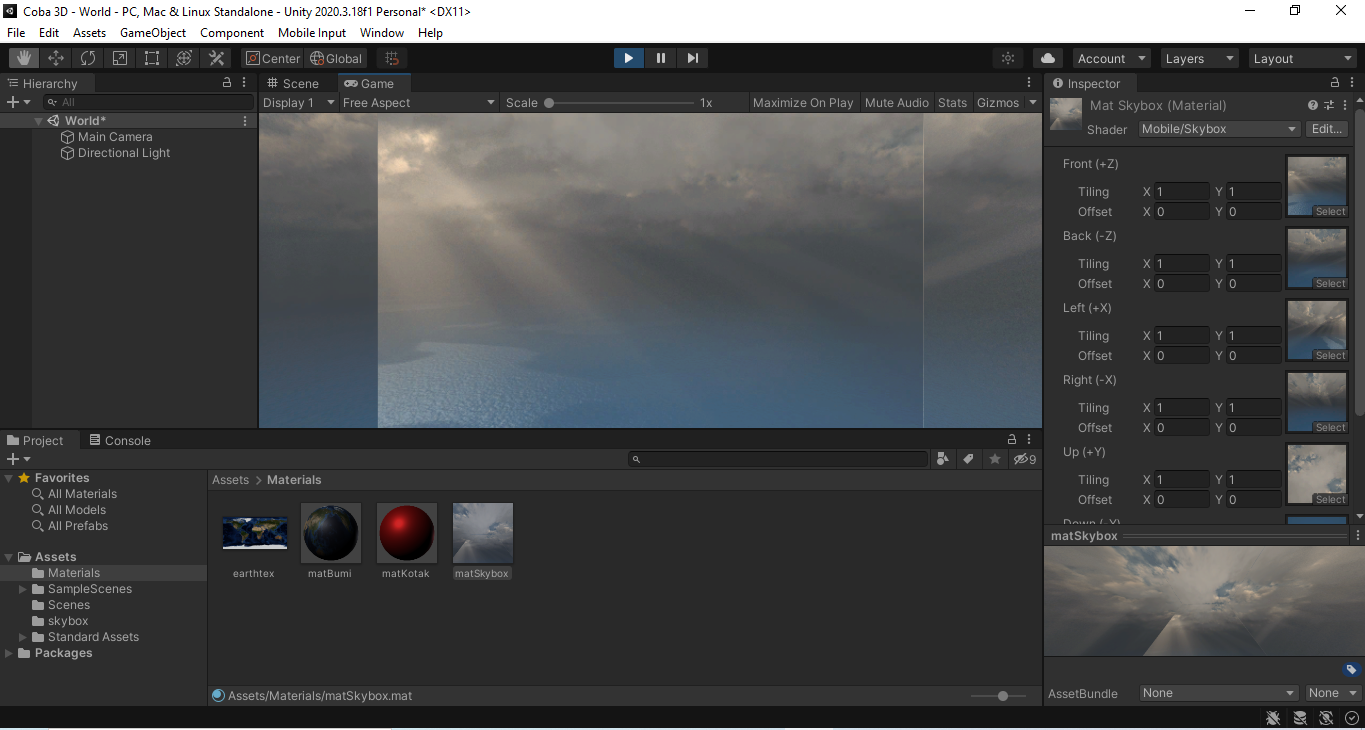 Coba 3D - World - PC, Mac & Linux Standalone - Unity 2020.3.18f1 Personal* <DX11>
File Edit Assets GameObject Component Mobile Input Window Help
Center Global Account Layers Layout
Hierarchy
All
World*
Main Camera
Directional Light
Scene Game
Display 1 Free Aspect Scale 1x Maximize On Play Mute Audio Stats Gizmos
Inspector
Mat Skybox (Material)
Shader Mobile/Skybox Edit...
Front (+Z)
Tiling X 1 Y 1
Offset X 0 Y 0
Select
Back (-Z)
Tiling X 1 Y 1
Offset X 0 Y 0
Select
Left (+X)
Tiling X 1 Y 1
Offset X 0 Y 0
Select
Right (-X)
Tiling X 1 Y 1
Offset X 0 Y 0
Select
Up (+Y)
Tiling X 1 Y 1
Offset X 0 Y 0
Select
Down (-Y)
matSkybox
AssetBundle None None
Project Console
9
Favorites
All Materials
All Models
All Prefabs
Assets
Materials
SampleScenes
Scenes
skybox
Standard Assets
Packages
Assets > Materials
earthtex matBumi matKotak matSkybox
Assets/Materials/matSkybox.mat